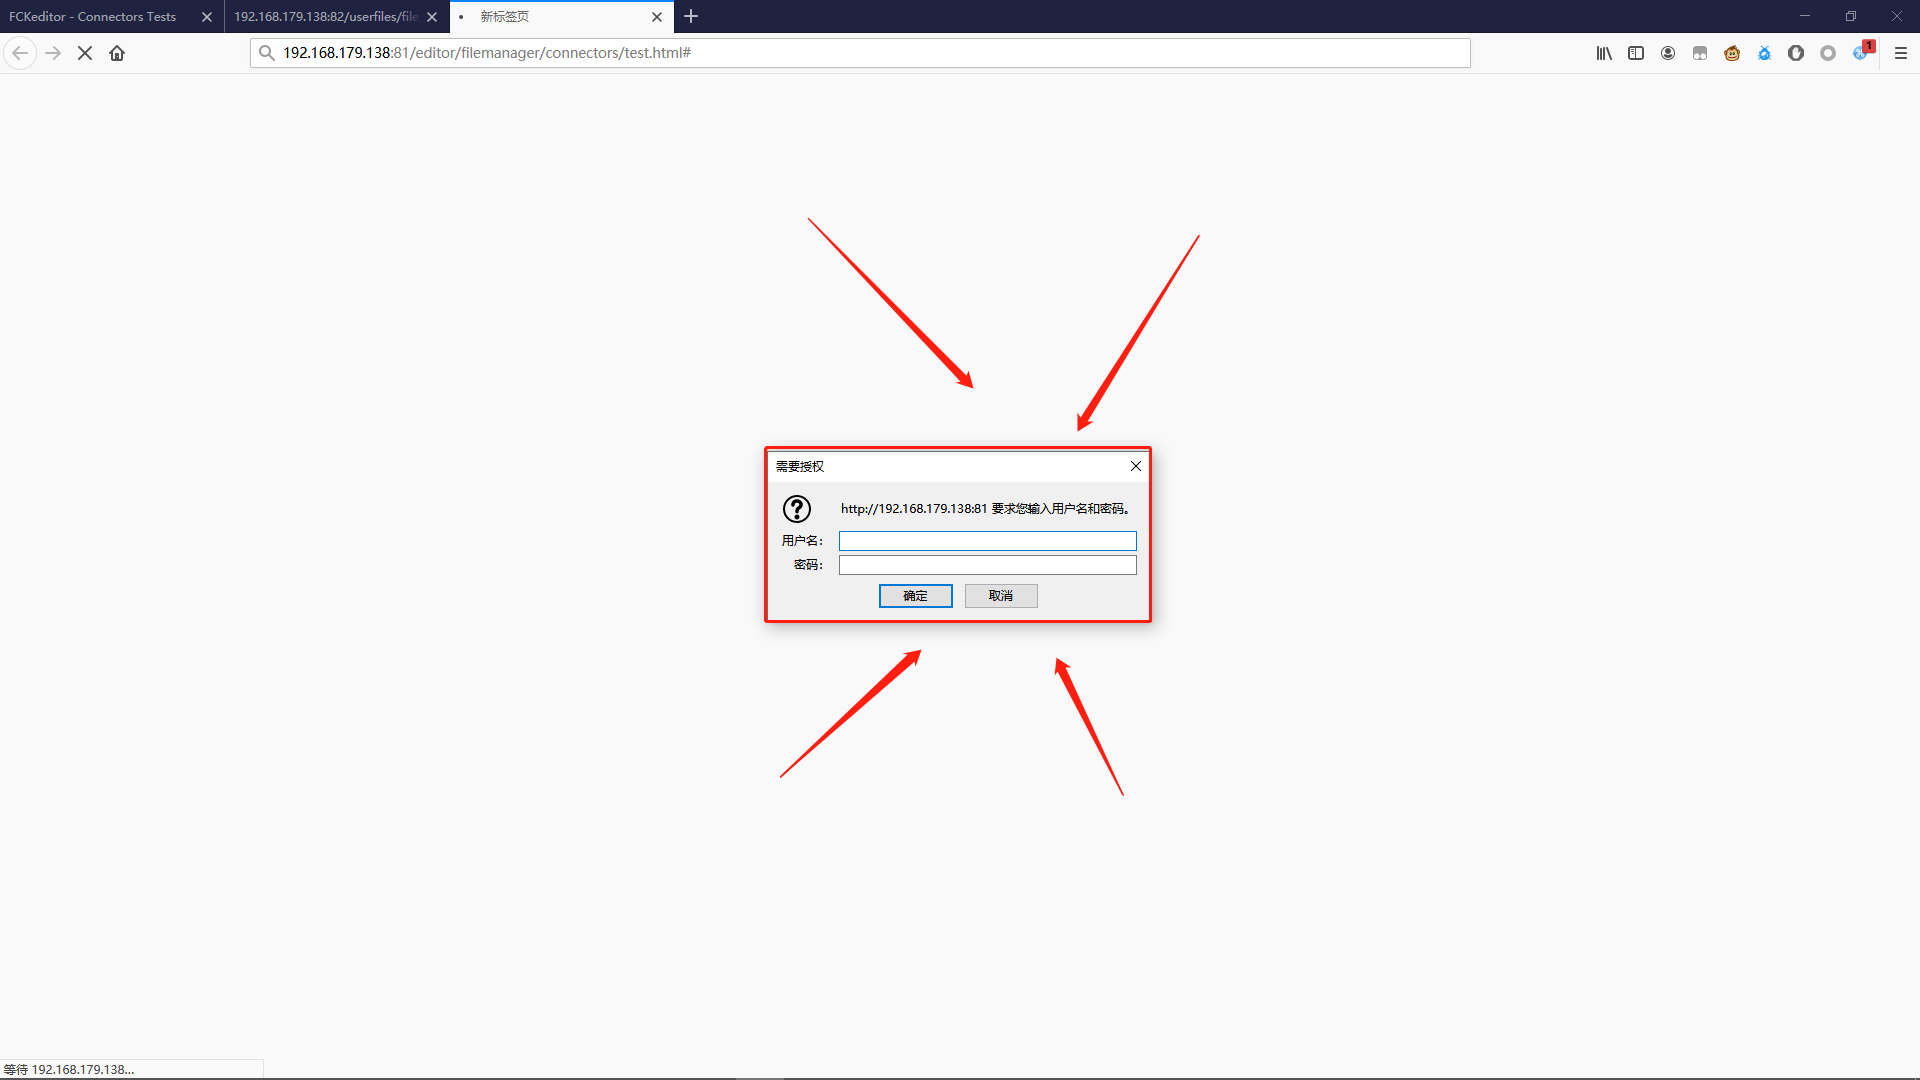 FCKeditor - Connectors Tests
192.168.179.138:82/userfiles/file
新标签页
192.168.179.138:81/editor/filemanager/connectors/test.html#
1
需要授权
http://192.168.179.138:81 要求您输入用户名和密码。
用户名：
密码：
确定
取消
等待 192.168.179.138...